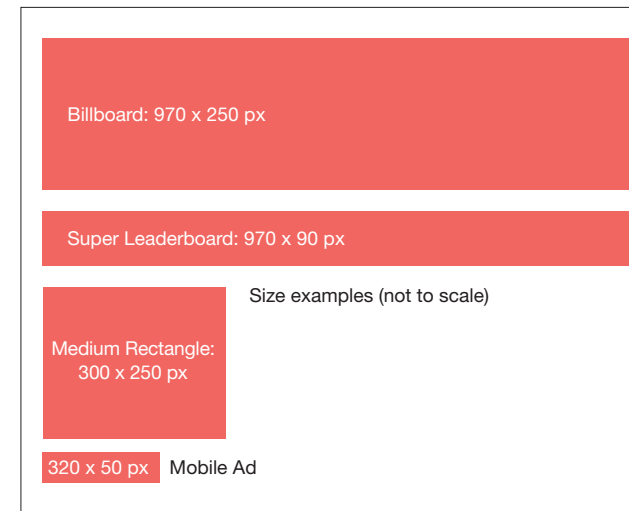 Billboard: 970 x 250 px
Super Leaderboard: 970 x 90 px
Size examples (not to scale)
Medium Rectangle:
300 x 250 px
320 x 50 px
Mobile Ad